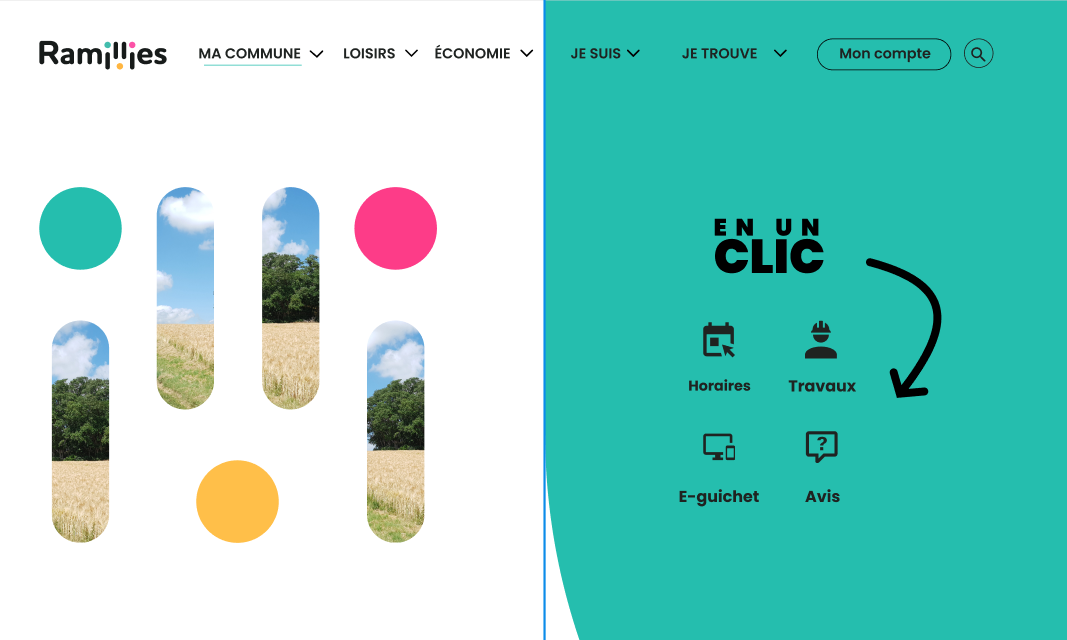 Ramillies
MA COMMUNE
LOISIRS
ÉCONOMIE
JE SUIS
JE TROUVE
Mon compte
EN UN
CLIC
Horaires
Travaux
E-guichet
Avis